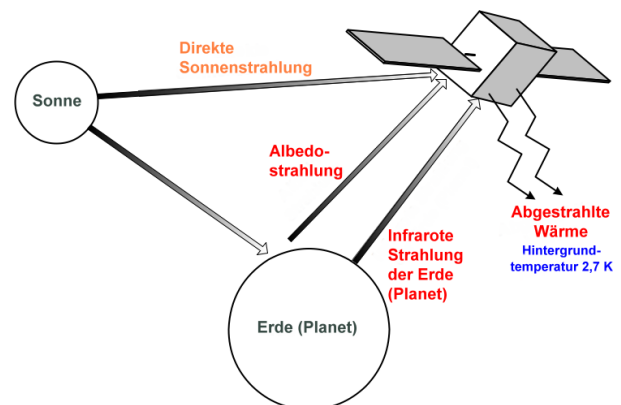 Direkte
Sonnenstrahlung
Sonne
Albedo-
strahlung
Abgestrahlte
Wärme
Hintergrund-
temperatur 2,7 K
Infrarote
Strahlung
der Erde
(Planet)
Erde (Planet)